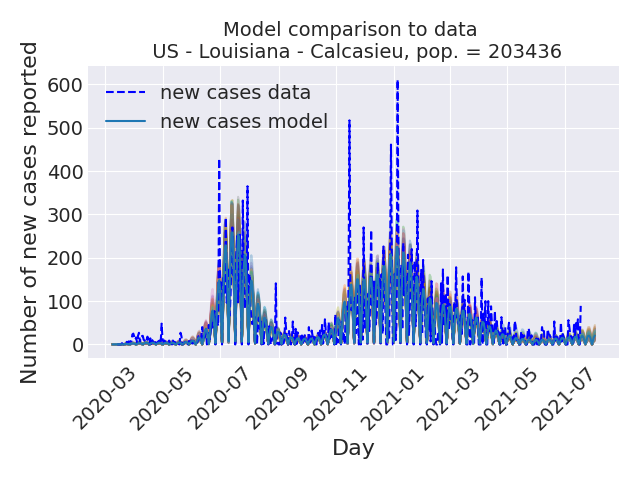 Model comparison to data
US - Louisiana - Calcasieu, pop. = 203436
Number of new cases reported
600
500
400
300
200
100
0
new cases data
new cases model
2020-03
2020-05
2020-07
2020-09
2020-11
2021-01
2021-03
2021-05
2021-07
Day